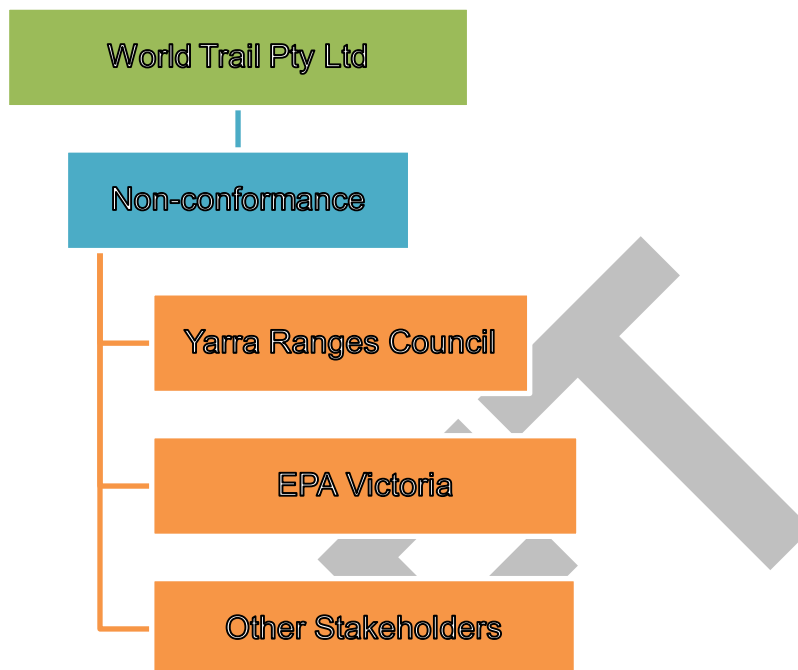 World Trail Pty Ltd
Non-conformance
Yarra Ranges Council
EPA Victoria
Other Stakeholders